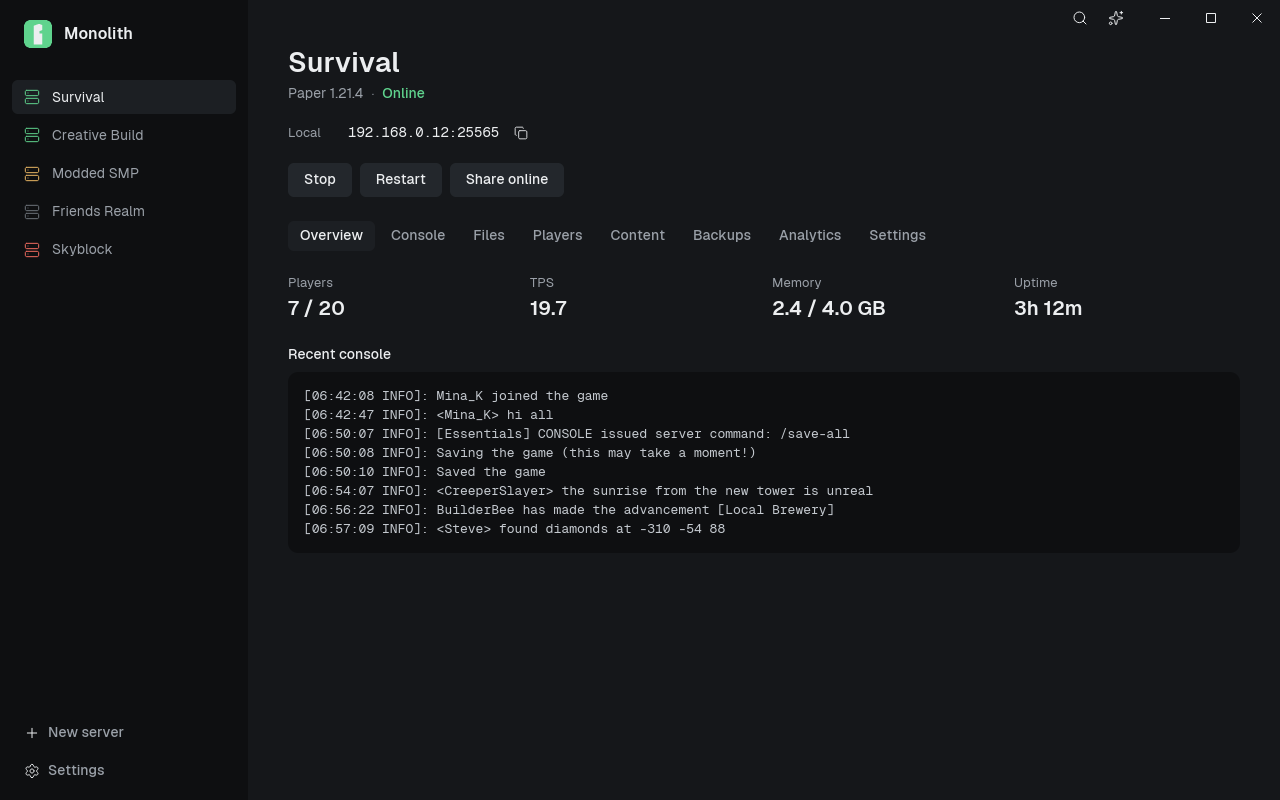 Monolith
Survival
Creative Build
Modded SMP
Friends Realm
Skyblock
New server
Settings
Survival
Paper 1.21.4 · Online
Local 192.168.0.12:25565
Stop Restart Share online
Overview Console Files Players Content Backups Analytics Settings
Players TPS Memory Uptime
7 / 20 19.7 2.4 / 4.0 GB 3h 12m
Recent console
[06:42:08 INFO]: Mina_K joined the game
[06:42:47 INFO]: <Mina_K> hi all
[06:50:07 INFO]: [Essentials] CONSOLE issued server command: /save-all
[06:50:08 INFO]: Saving the game (this may take a moment!)
[06:50:10 INFO]: Saved the game
[06:54:07 INFO]: <CreeperSlayer> the sunrise from the new tower is unreal
[06:56:22 INFO]: BuilderBee has made the advancement [Local Brewery]
[06:57:09 INFO]: <Steve> found diamonds at -310 -54 88